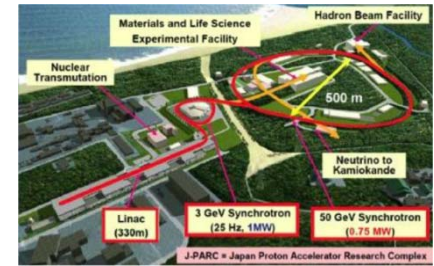 Hadron Beam Facility
Materials and Life Science
Experimental Facility
Nuclear
Transmutation
500 m
Neutrino to
Kamiokande
Linac
(330m)
3 GeV Synchrotron
(25 Hz, 1MW)
50 GeV Synchrotron
(0.75 MW)
J-PARC = Japan Proton Accelerator Research Complex